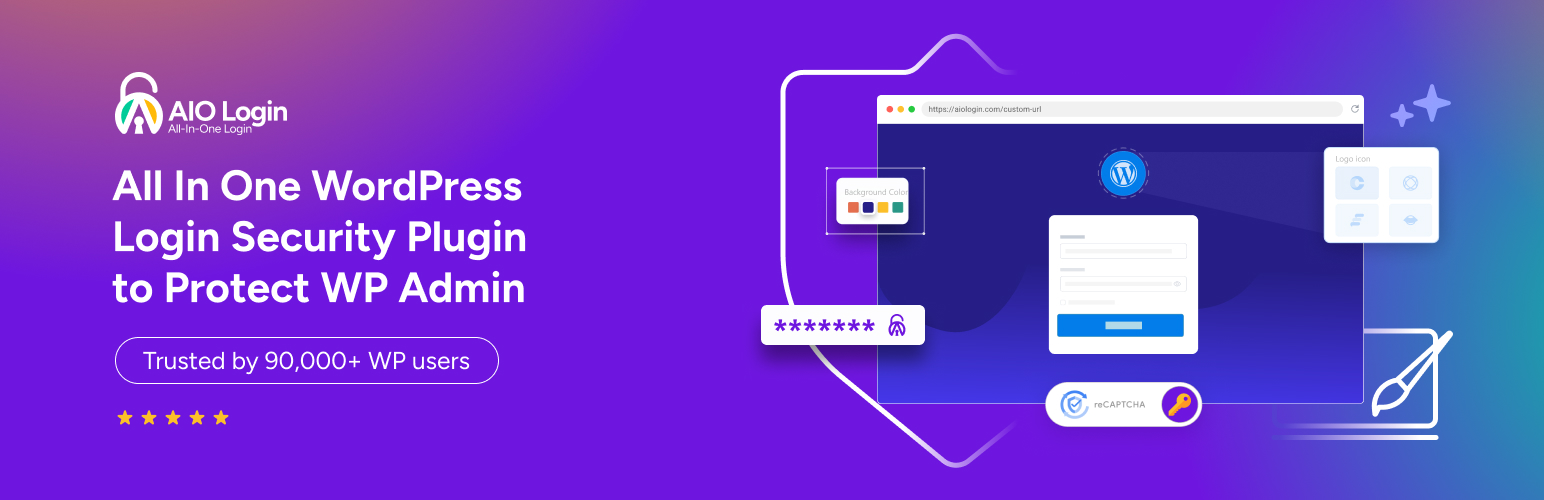 AIO Login
All-In-One Login
All In One WordPress
Login Security Plugin
to Protect WP Admin
Trusted by 90,000+ WP users
https://aiologin.com/custom-url
Background Color
Logo icon
*******
reCAPTCHA